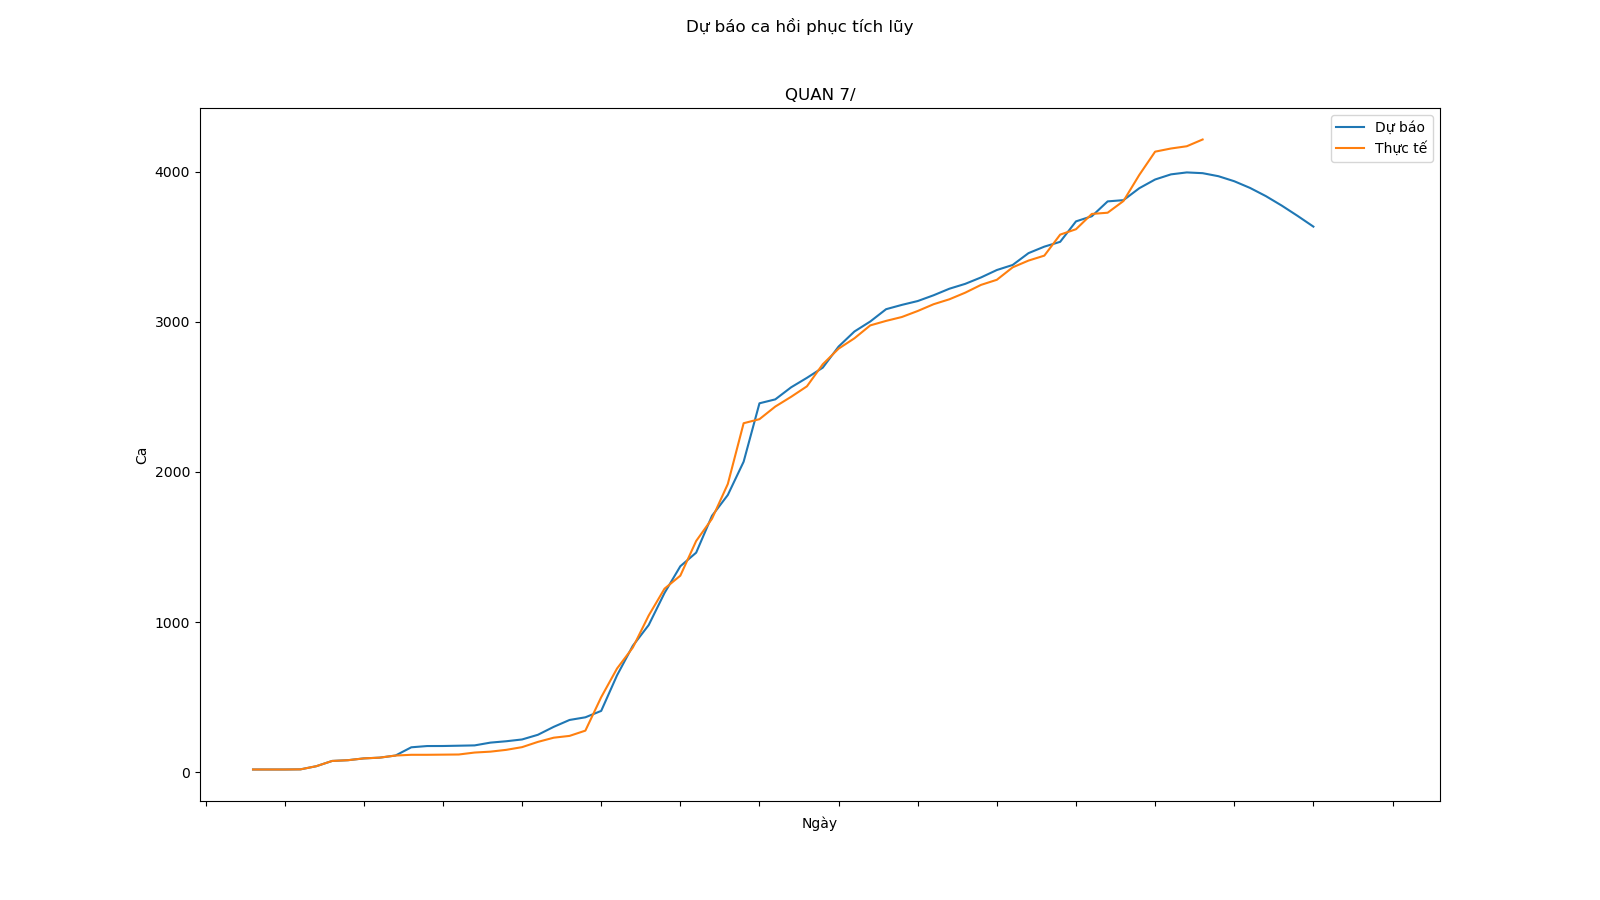 Dự báo ca hồi phục tích lũy
QUAN 7/
Dự báo
Thực tế
4000
3000
2000
1000
0
Ca
Ngày